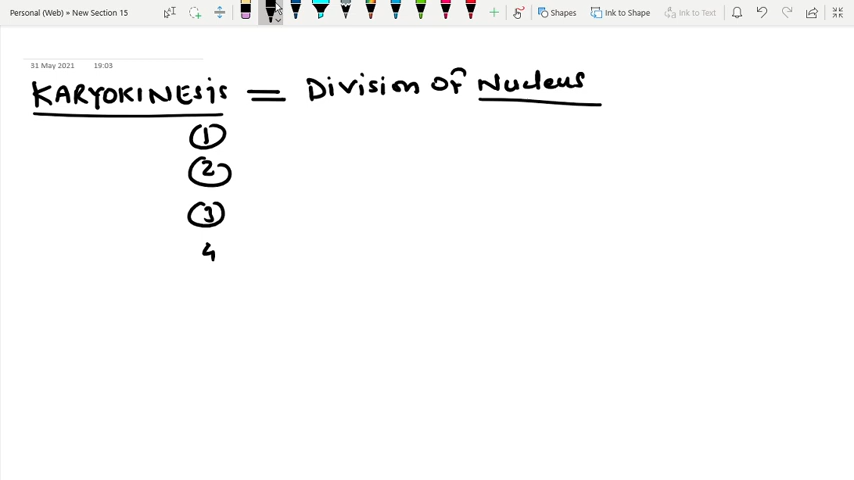 Personal (Web) » New Section 15
Shapes
Ink to Shape
Ink to Text
31 May 2021 19:03
KARYOKINESis = Division Of Nucleus
1
2
3
4